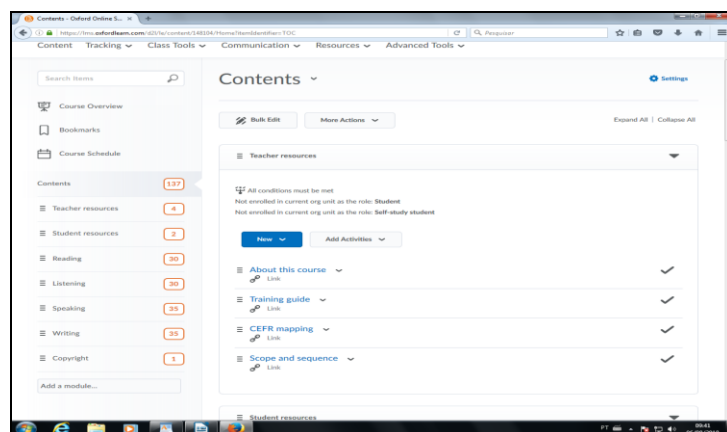 Contents - Oxford Online S...
https://lms.oxfordlearn.com/d2l/le/content/148104/Home?itemIdentifier=TOC
Pesquisar
Content Tracking Class Tools Communication Resources Advanced Tools
Search Items
Course Overview
Bookmarks
Course Schedule
Contents 137
Teacher resources 4
Student resources 2
Reading 30
Listening 30
Speaking 35
Writing 35
Copyright 1
Add a module...
Contents
Settings
Bulk Edit More Actions Expand All | Collapse All
Teacher resources
All conditions must be met
Not enrolled in current org unit as the role: Student
Not enrolled in current org unit as the role: Self-study student
New Add Activities
About this course
Link
Training guide
Link
CEFR mapping
Link
Scope and sequence
Link
Student resources
PT
09:41